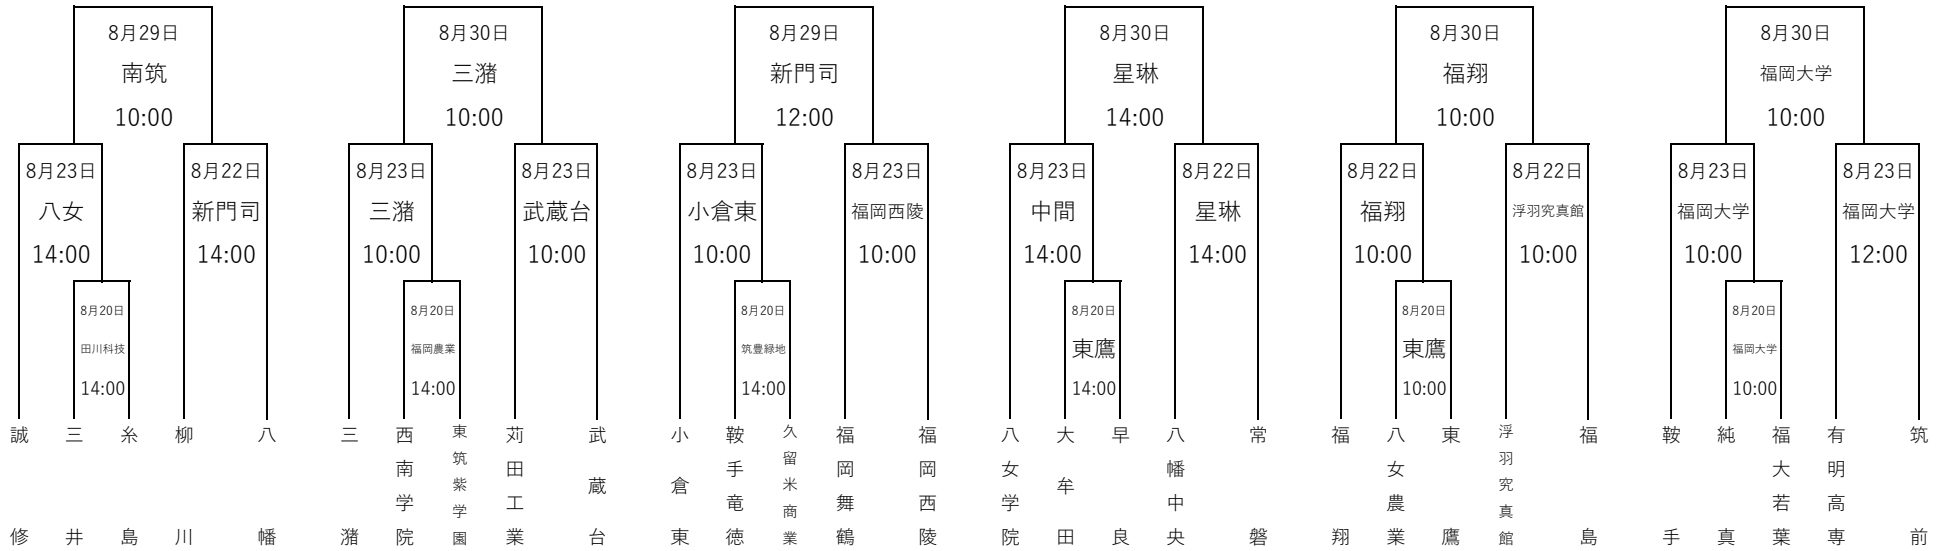 8月29日 8月30日 8月29日 8月30日 8月30日 8月30日
南筑 三潴 新門司 星琳 福翔 福岡大学
10:00 10:00 12:00 14:00 10:00 10:00
8月23日 8月22日 8月23日 8月23日 8月23日 8月23日 8月23日 8月22日 8月22日 8月22日 8月23日 8月23日
八女 新門司 三潴 武蔵台 小倉東 福岡西陵 中間 星琳 福翔 浮羽究真館 福岡大学 福岡大学
14:00 14:00 10:00 10:00 10:00 10:00 14:00 14:00 10:00 10:00 10:00 12:00
8月20日 8月20日 8月20日 8月20日 8月20日 8月20日
田川科技 福岡農業 筑豊緑地 東鷹 東鷹 福岡大学
14:00 14:00 14:00 14:00 10:00 10:00
誠修
三井
糸島
柳川
八幡
三潴
西南学院
東筑紫学園
苅田工業
武蔵台
小倉東
鞍手竜徳
久留米商業
福岡舞鶴
福岡西陵
八女学院
大牟田
早良
八幡中央
常磐
福翔
八女農業
東鷹
浮羽究真館
福島
鞍手
純真
福大若葉
有明高専
筑前